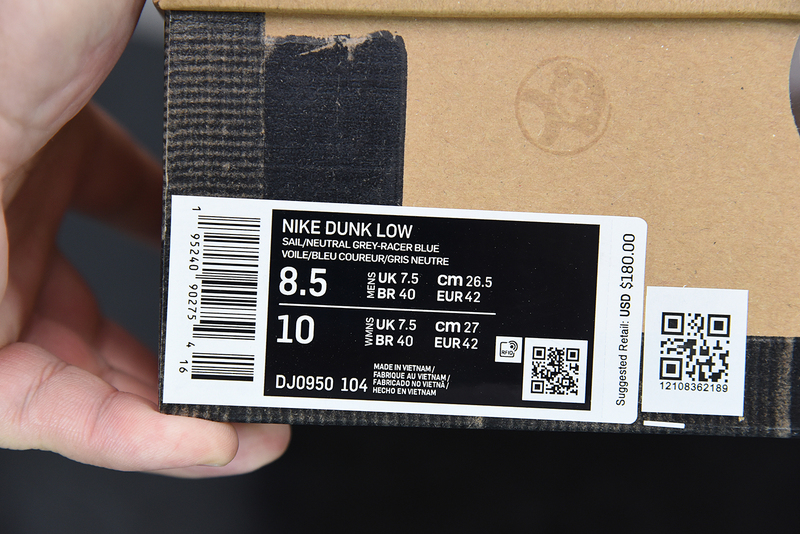 NIKE DUNK LOW
SAIL/NEUTRAL GREY-RACER BLUE
VOILE/BLEU COUREUR/GRIS NEUTRE
8.5 MENS UK 7.5 cm 26.5
BR 40 EUR 42
10 WMNS UK 7.5 cm 27
BR 40 EUR 42
RFID
DJ0950 104
MADE IN VIETNAM/
FABRIQUE AU VIETNAM/
FABRICADO NO VIETNÃ/
HECHO EN VIETNAM
1 95240 90275 4 16
Suggested Retail: USD $180.00
12108362189